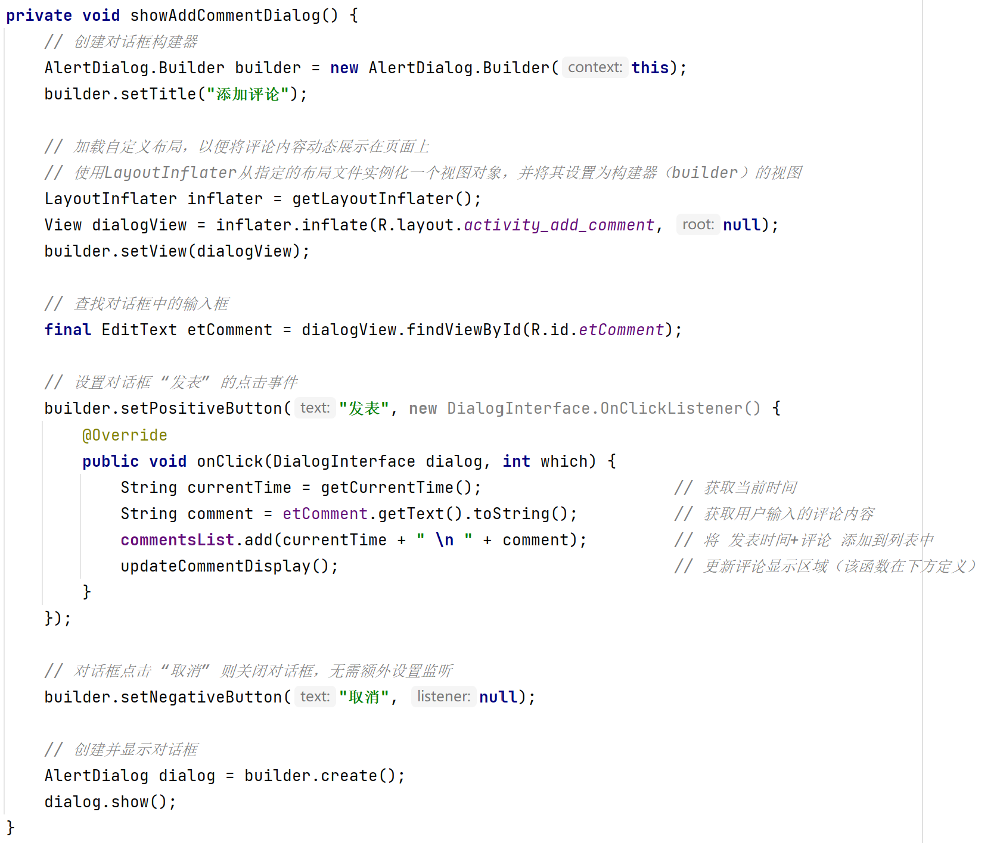 private void showAddCommentDialog() {
    // 创建对话框构建器
    AlertDialog.Builder builder = new AlertDialog.Builder( context: this);
    builder.setTitle("添加评论");

    // 加载自定义布局，以便将评论内容动态展示在页面上
    // 使用LayoutInflater从指定的布局文件实例化一个视图对象，并将其设置为构建器（builder）的视图
    LayoutInflater inflater = getLayoutInflater();
    View dialogView = inflater.inflate(R.layout.activity_add_comment, root: null);
    builder.setView(dialogView);

    // 查找对话框中的输入框
    final EditText etComment = dialogView.findViewById(R.id.etComment);

    // 设置对话框 “发表” 的点击事件
    builder.setPositiveButton( text: "发表", new DialogInterface.OnClickListener() {
        @Override
        public void onClick(DialogInterface dialog, int which) {
            String currentTime = getCurrentTime(); // 获取当前时间
            String comment = etComment.getText().toString(); // 获取用户输入的评论内容
            commentsList.add(currentTime + " \n " + comment); // 将 发表时间+评论 添加到列表中
            updateCommentDisplay(); // 更新评论显示区域（该函数在下方定义）
        }
    });

    // 对话框点击 “取消” 则关闭对话框，无需额外设置监听
    builder.setNegativeButton( text: "取消", listener: null);

    // 创建并显示对话框
    AlertDialog dialog = builder.create();
    dialog.show();
}